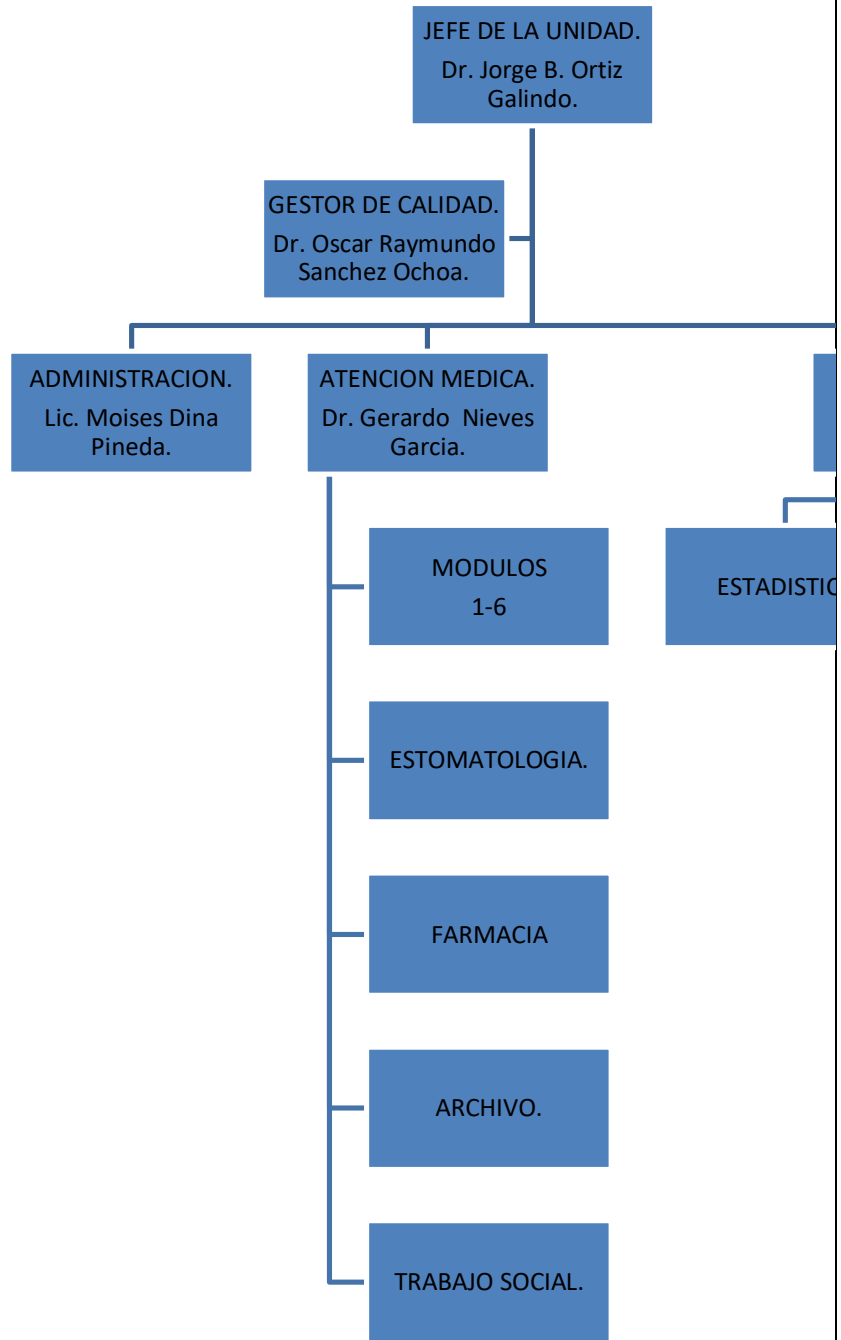 JEFE DE LA UNIDAD.
Dr. Jorge B. Ortiz
Galindo.
GESTOR DE CALIDAD.
Dr. Oscar Raymundo
Sanchez Ochoa.
ADMINISTRACION.
Lic. Moises Dina
Pineda.
ATENCION MEDICA.
Dr. Gerardo  Nieves
Garcia.
MODULOS
1-6
ESTADISTIC
ESTOMATOLOGIA.
FARMACIA
ARCHIVO.
TRABAJO SOCIAL.